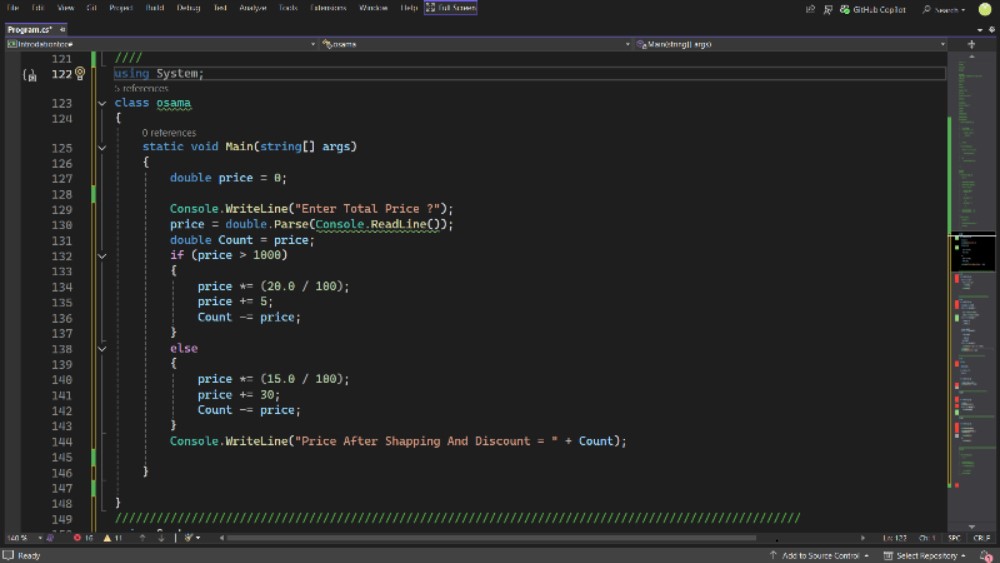 File Edit View Git Project Build Debug Test Analyze Tools Extensions Window Help Full Screen GitHub Copilot Search
Program.cs*
osama Main(string[] args)
121 ////
122 using System;
5 references
123 class osama
124 {
0 references
125 static void Main(string[] args)
126 {
127 double price = 0;
128
129 Console.WriteLine("Enter Total Price ?");
130 price = double.Parse(Console.ReadLine());
131 double Count = price;
132 if (price > 1000)
133 {
134 price *= (20.0 / 100);
135 price += 5;
136 Count -= price;
137 }
138 else
139 {
140 price *= (15.0 / 100);
141 price += 30;
142 Count -= price;
143 }
144 Console.WriteLine("Price After Shapping And Discount = " + Count);
145
146 }
147
148 }
149 ////////////////////////////////////////////////////////////////////////////////////////////////////
140 % 16 11 Ln: 122 Ch: 1 SPC CRLF
Ready Add to Source Control Select Repository